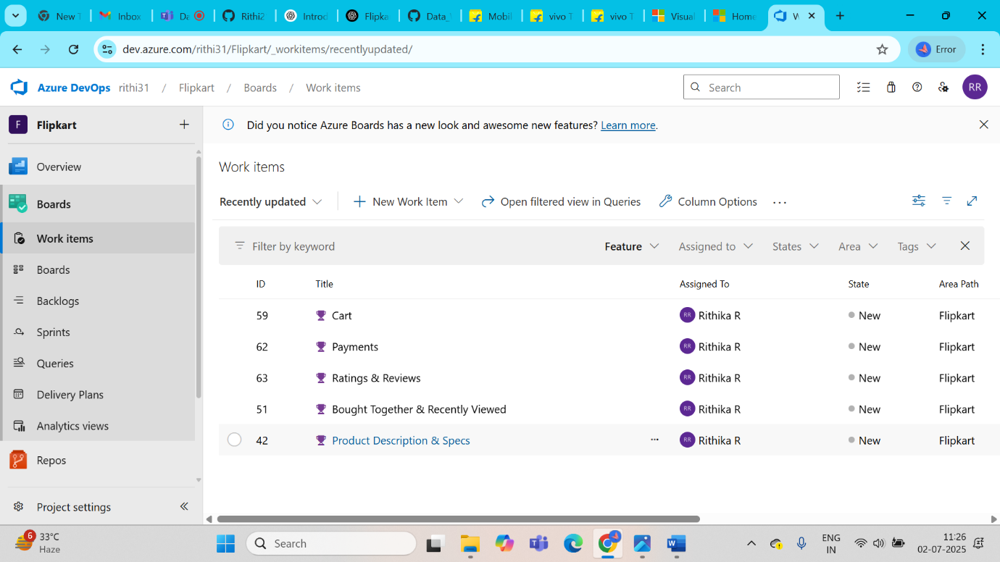 New T
Inbox
Da
Rithi2
Introd
Flipka
Data_
Mobil
vivo T
vivo T
Visual
Home
W
dev.azure.com/rithi31/Flipkart/_workitems/recentlyupdated/
Error
Azure DevOps rithi31 / Flipkart / Boards / Work items
Search
RR
F Flipkart
Did you notice Azure Boards has a new look and awesome new features? Learn more.
Overview
Boards
Work items
Boards
Backlogs
Sprints
Queries
Delivery Plans
Analytics views
Repos
Project settings
Work items
Recently updated
New Work Item
Open filtered view in Queries
Column Options
Filter by keyword
Feature
Assigned to
States
Area
Tags
ID Title Assigned To State Area Path
59 Cart RR Rithika R New Flipkart
62 Payments RR Rithika R New Flipkart
63 Ratings & Reviews RR Rithika R New Flipkart
51 Bought Together & Recently Viewed RR Rithika R New Flipkart
42 Product Description & Specs RR Rithika R New Flipkart
6
33°C
Haze
Search
ENG
IN
11:26
02-07-2025